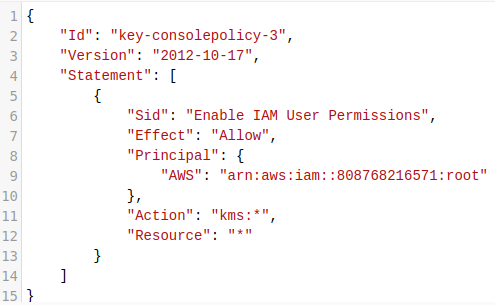 1 {
2     "Id": "key-consolepolicy-3",
3     "Version": "2012-10-17",
4     "Statement": [
5         {
6             "Sid": "Enable IAM User Permissions",
7             "Effect": "Allow",
8             "Principal": {
9                 "AWS": "arn:aws:iam::808768216571:root"
10             },
11             "Action": "kms:*",
12             "Resource": "*"
13         }
14     ]
15 }